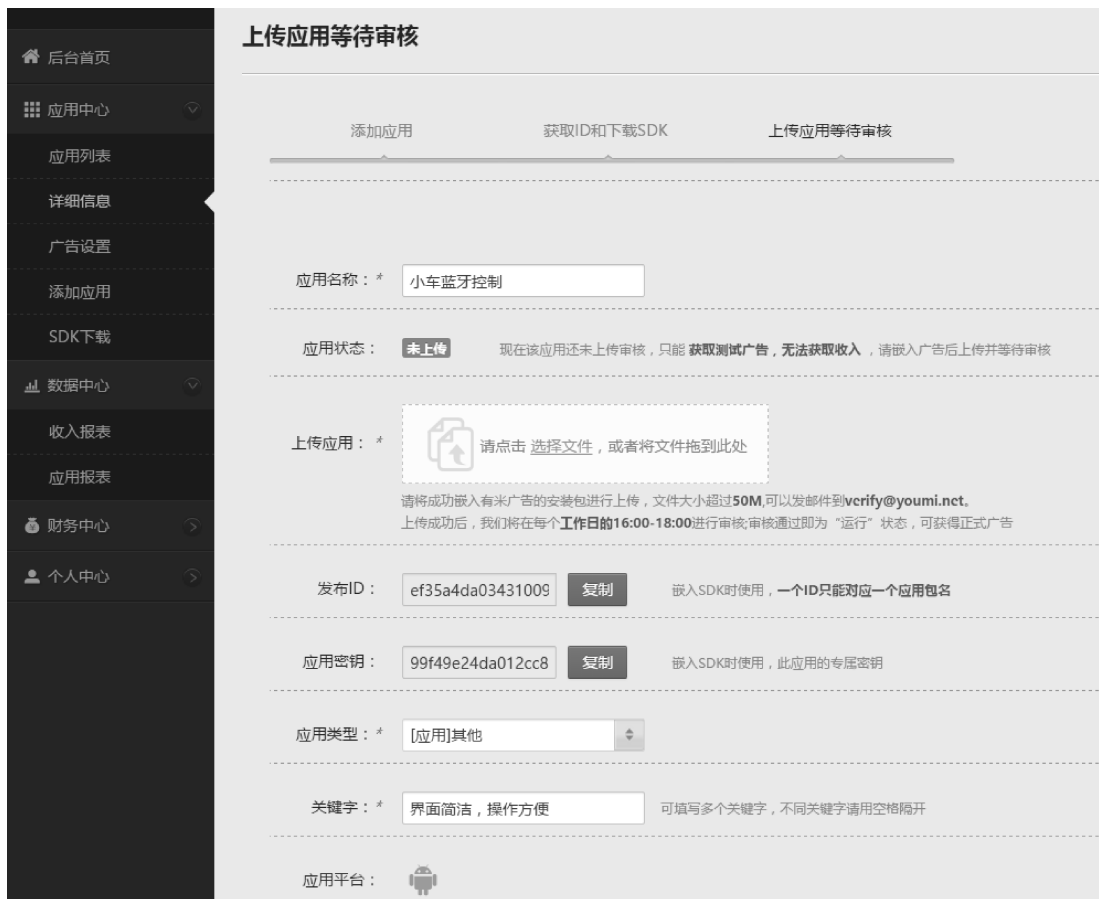 上传应用等待审核
后台首页
应用中心
应用列表
详细信息
广告设置
添加应用
SDK下载
数据中心
收入报表
应用报表
财务中心
个人中心
添加应用 获取ID和下载SDK 上传应用等待审核
应用名称：* 小车蓝牙控制
应用状态： 未上传 现在该应用还未上传审核，只能 获取测试广告，无法获取收入 ，请嵌入广告后上传并等待审核
上传应用： * 请点击 选择文件，或者将文件拖到此处
请将成功嵌入有米广告的安装包进行上传，文件大小超过50M,可以发邮件到verify@youmi.net。
上传成功后，我们将在每个工作日的16:00-18:00进行审核;审核通过即为“运行”状态，可获得正式广告
发布ID： ef35a4da03431009 复制 嵌入SDK时使用，一个ID只能对应一个应用包名
应用密钥： 99f49e24da012cc8 复制 嵌入SDK时使用，此应用的专属密钥
应用类型：* [应用]其他
关键字：* 界面简洁，操作方便 可填写多个关键字，不同关键字请用空格隔开
应用平台：